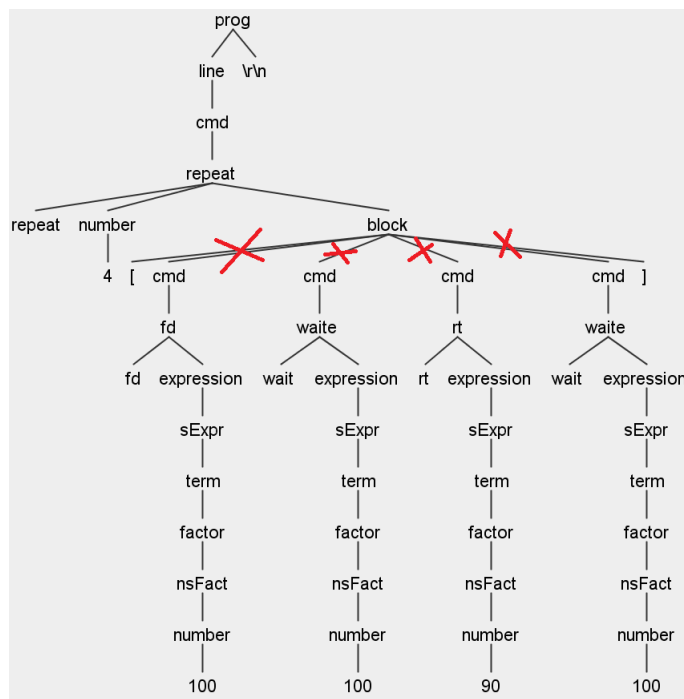 prog
line \r\n
cmd
repeat
repeat number block
4 [ cmd cmd cmd cmd ]
fd waite rt waite
fd expression wait expression rt expression wait expression
sExpr sExpr sExpr sExpr
term term term term
factor factor factor factor
nsFact nsFact nsFact nsFact
number number number number
100 100 90 100